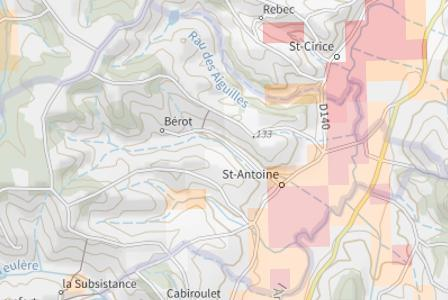 Rebec
Rau des Aiguilles
St-Cirice
D140
Bérot
133
St-Antoine
eulère
la Subsistance
Cabiroulet